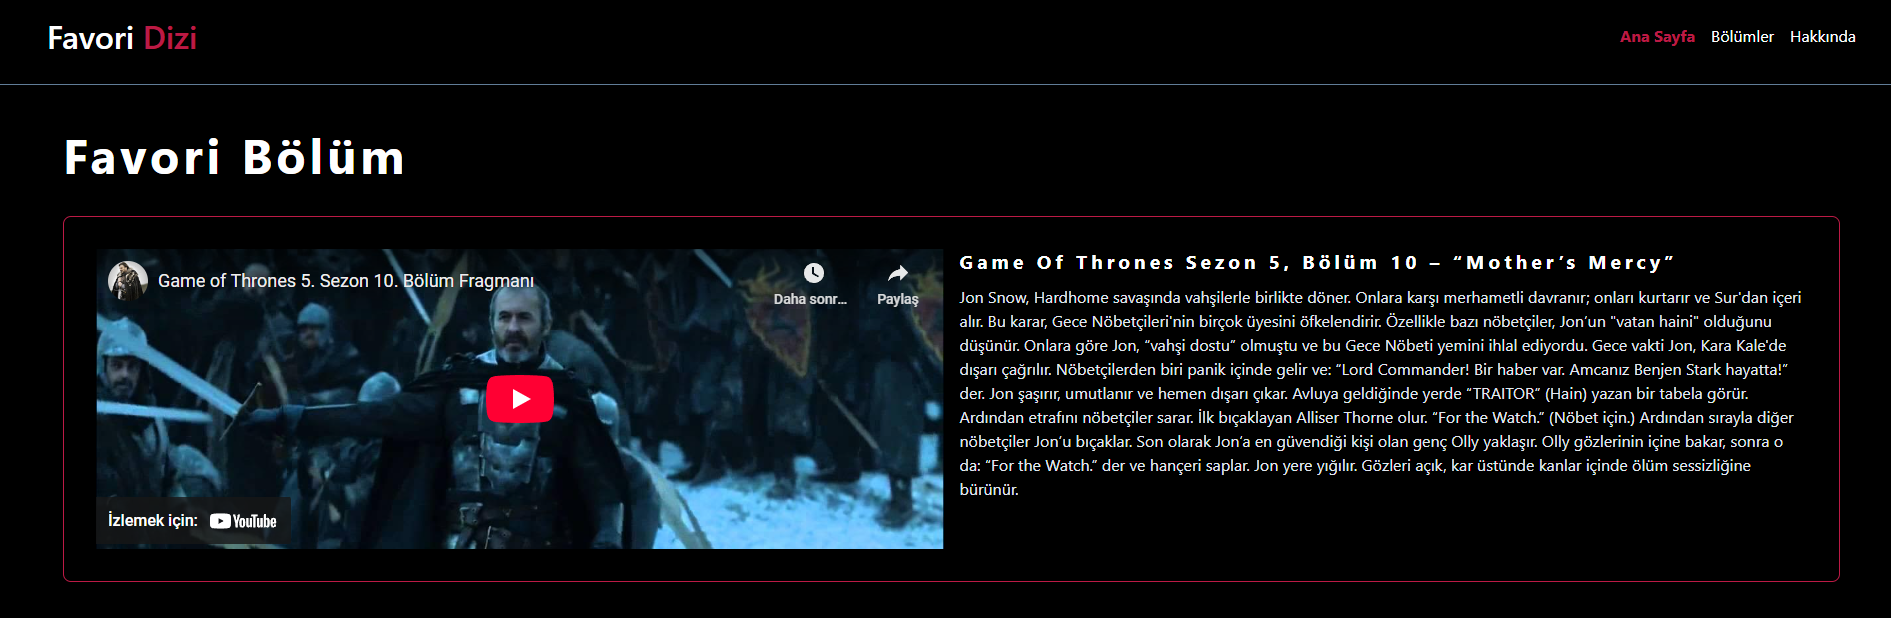 Favori Dizi
Ana Sayfa Bölümler Hakkında
Favori Bölüm
Game of Thrones 5. Sezon 10. Bölüm Fragmanı
Daha sonr...
Paylaş
İzlemek için: YouTube
Game Of Thrones Sezon 5, Bölüm 10 – “Mother’s Mercy”
Jon Snow, Hardhome savaşında vahşilerle birlikte döner. Onlara karşı merhametli davranır; onları kurtarır ve Sur'dan içeri
alır. Bu karar, Gece Nöbetçileri'nin birçok üyesini öfkelendirir. Özellikle bazı nöbetçiler, Jon’un "vatan haini" olduğunu
düşünür. Onlara göre Jon, “vahşi dostu” olmuştu ve bu Gece Nöbeti yemini ihlal ediyordu. Gece vakti Jon, Kara Kale'de
dışarı çağrılır. Nöbetçilerden biri panik içinde gelir ve: “Lord Commander! Bir haber var. Amcanız Benjen Stark hayatta!”
der. Jon şaşırır, umutlanır ve hemen dışarı çıkar. Avluya geldiğinde yerde “TRAITOR” (Hain) yazan bir tabela görür.
Ardından etrafını nöbetçiler sarar. İlk bıçaklayan Alliser Thorne olur. “For the Watch.” (Nöbet için.) Ardından sırayla diğer
nöbetçiler Jon’u bıçaklar. Son olarak Jon’a en güvendiği kişi olan genç Olly yaklaşır. Olly gözlerinin içine bakar, sonra o
da: “For the Watch.” der ve hançeri saplar. Jon yere yığılır. Gözleri açık, kar üstünde kanlar içinde ölüm sessizliğine
bürünür.